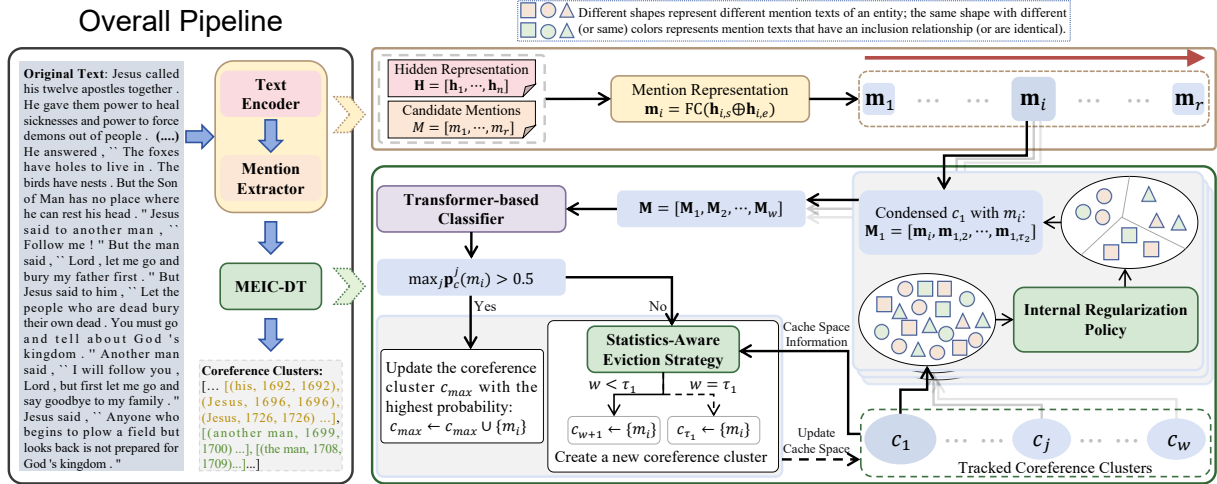 Overall Pipeline
Different shapes represent different mention texts of an entity; the same shape with different
(or same) colors represents mention texts that have an inclusion relationship (or are identical).
Original Text: Jesus called
his twelve apostles together .
He gave them power to heal
sicknesses and power to force
demons out of people . (....)
He answered , `` The foxes
have holes to live in . The
birds have nests . But the Son
of Man has no place where
he can rest his head . '' Jesus
said to another man , ``
Follow me ! '' But the man
said , `` Lord , let me go and
bury my father first . '' But
Jesus said to him , `` Let the
people who are dead bury
their own dead . You must go
and tell about God 's
kingdom . '' Another man
said , `` I will follow you ,
Lord , but first let me go and
say goodbye to my family . ''
Jesus said , `` Anyone who
begins to plow a field but
looks back is not prepared for
God 's kingdom . ''
Text
Encoder
Mention
Extractor
MEIC-DT
Coreference Clusters:
[… [(his, 1692, 1692),
(Jesus, 1696, 1696),
(Jesus, 1726, 1726) ...],
[(another man, 1699,
1700) ...], [(the man, 1708,
1709)...]...]
Hidden Representation
H = [h₁, ⋯, hₙ]
Candidate Mentions
M = [m₁, ⋯, mᵣ]
Mention Representation
mᵢ = FC(hᵢ,ₛ⊕hᵢ,ₑ)
m₁ ⋯ ⋯ mᵢ ⋯ ⋯ mᵣ
Transformer-based
Classifier
M = [M₁, M₂, ⋯, M_w]
Condensed c₁ with mᵢ:
M₁ = [mᵢ, m₁,₂, ⋯, m_{1,τ₂}]
max_j p_c^j(mᵢ) > 0.5
Yes
No
Internal Regularization
Policy
Update the coreference
cluster c_max with the
highest probability:
c_max ← c_max ∪ {mᵢ}
Statistics-Aware
Eviction Strategy
w < τ₁
w = τ₁
c_{w+1} ← {mᵢ}
c_{τ₁} ← {mᵢ}
Create a new coreference cluster
Cache Space
Information
Update
Cache Space
c₁ ⋯ ⋯ c_j ⋯ c_w
Tracked Coreference Clusters